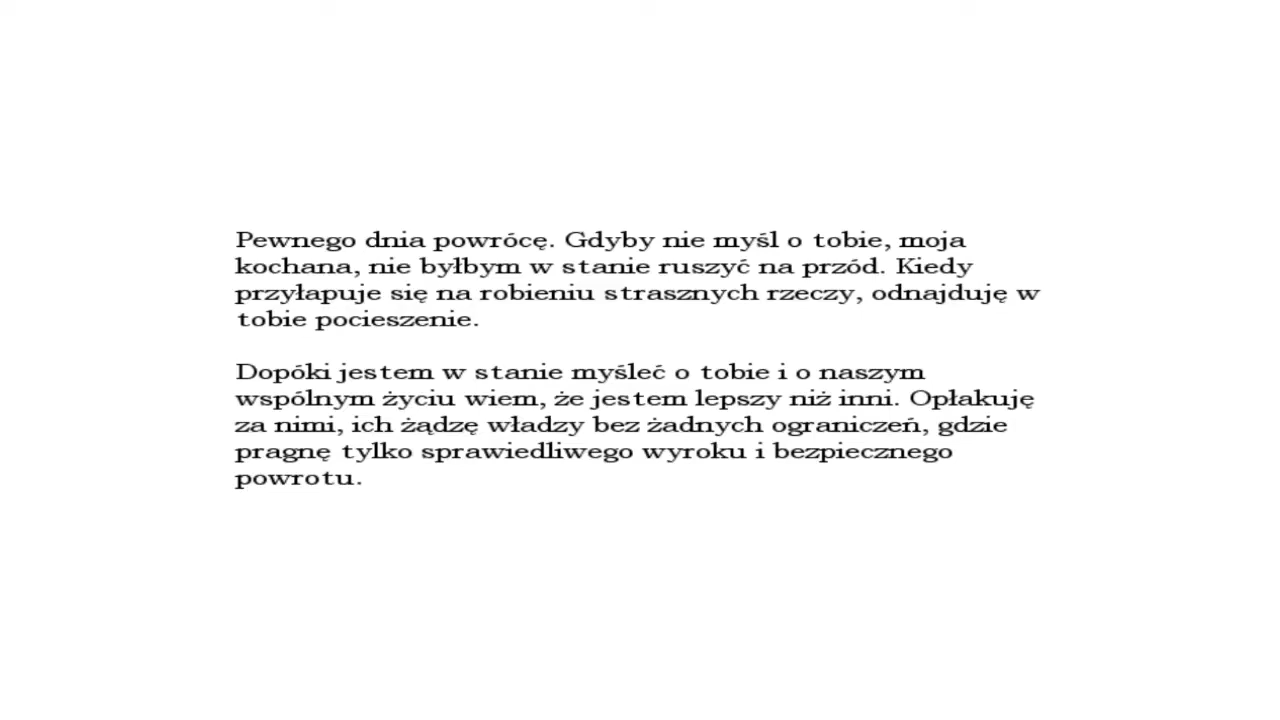 Pewnego dnia powrócę. Gdyby nie myśl o tobie, moja
kochana, nie byłbym w stanie ruszyć na przód. Kiedy
przyłapuje się na robieniu strasznych rzeczy, odnajduję w
tobie pocieszenie.
Dopóki jestem w stanie myśleć o tobie i o naszym
wspólnym życiu wiem, że jestem lepszy niż inni. Opłakuję
za nimi, ich żądzę władzy bez żadnych ograniczeń, gdzie
pragnę tylko sprawiedliwego wyroku i bezpiecznego
powrotu.